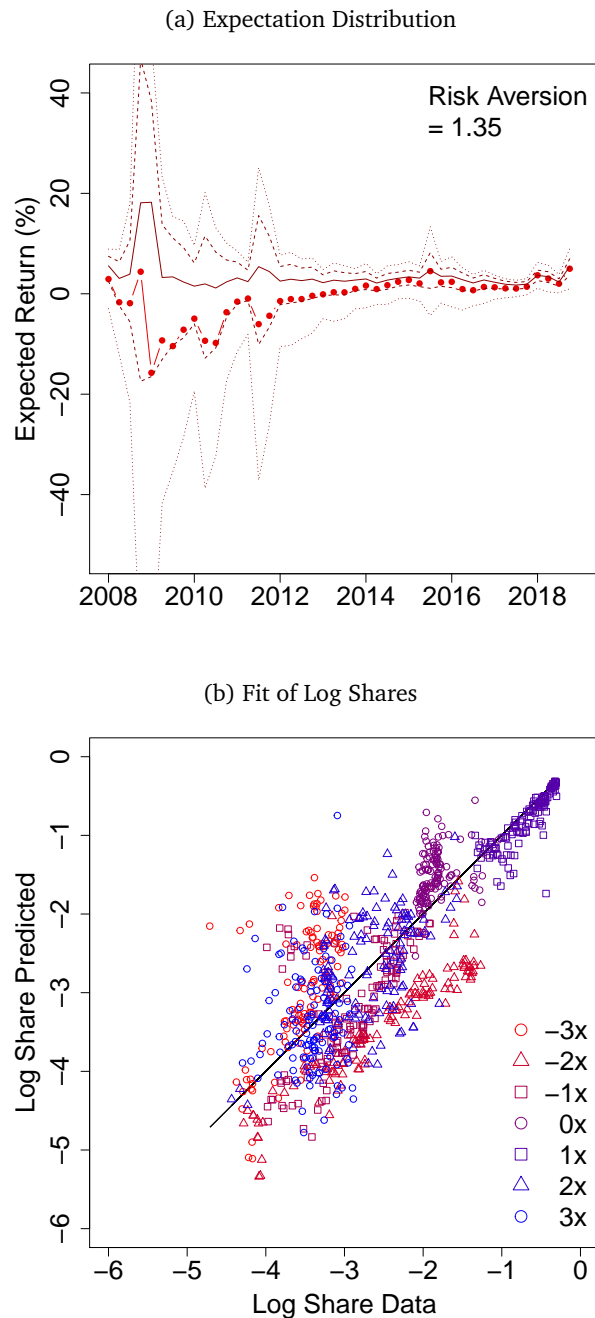 (a) Expectation Distribution
Risk Aversion
= 1.35
Expected Return (%)
40
20
0
−20
−40
2008 2010 2012 2014 2016 2018
(b) Fit of Log Shares
Log Share Predicted
0
−1
−2
−3
−4
−5
−6
−3x
−2x
−1x
0x
1x
2x
3x
−6 −5 −4 −3 −2 −1 0
Log Share Data